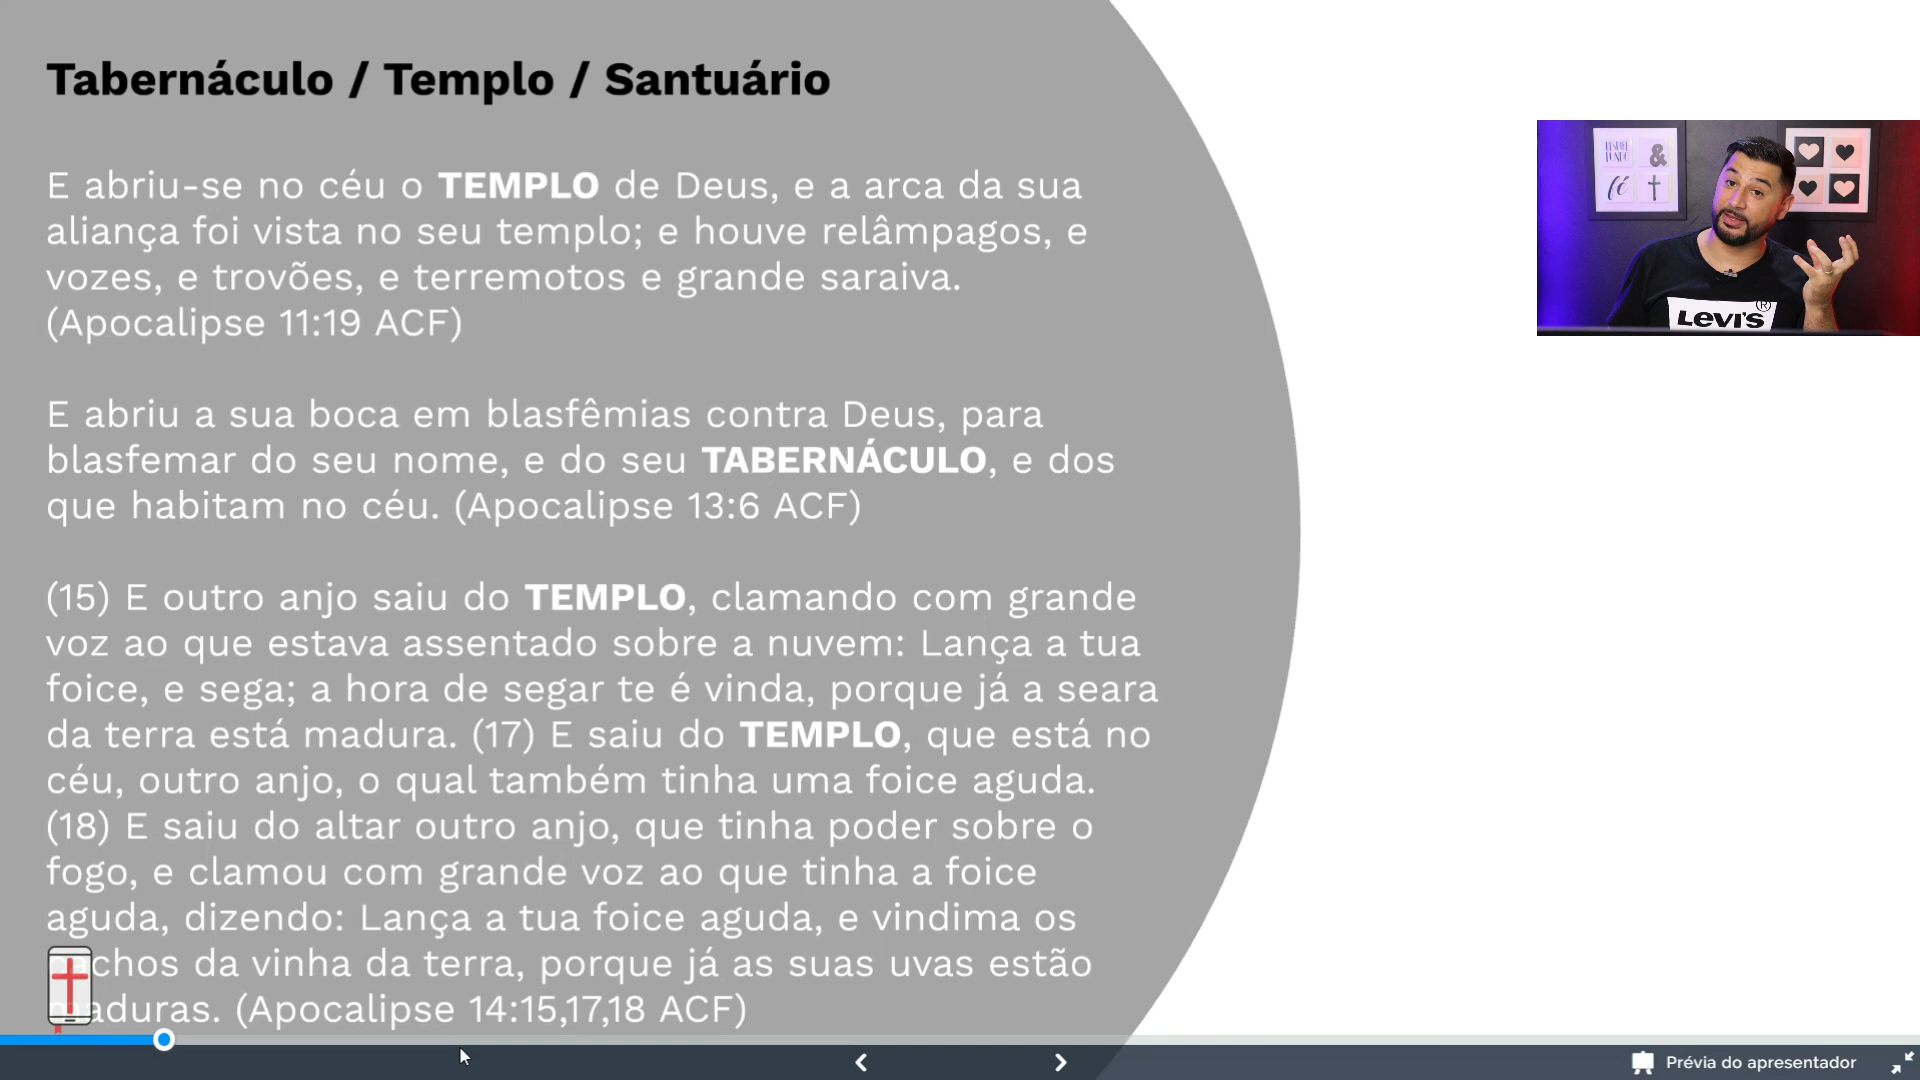 Tabernáculo / Templo / Santuário
E abriu-se no céu o TEMPLO de Deus, e a arca da sua
aliança foi vista no seu templo; e houve relâmpagos, e
vozes, e trovões, e terremotos e grande saraiva.
(Apocalipse 11:19 ACF)
E abriu a sua boca em blasfêmias contra Deus, para
blasfemar do seu nome, e do seu TABERNÁCULO, e dos
que habitam no céu. (Apocalipse 13:6 ACF)
(15) E outro anjo saiu do TEMPLO, clamando com grande
voz ao que estava assentado sobre a nuvem: Lança a tua
foice, e sega; a hora de segar te é vinda, porque já a seara
da terra está madura. (17) E saiu do TEMPLO, que está no
céu, outro anjo, o qual também tinha uma foice aguda.
(18) E saiu do altar outro anjo, que tinha poder sobre o
fogo, e clamou com grande voz ao que tinha a foice
aguda, dizendo: Lança a tua foice aguda, e vindima os
cachos da vinha da terra, porque já as suas uvas estão
maduras. (Apocalipse 14:15,17,18 ACF)
&
fé
LEVI'S
®
Prévia do apresentador